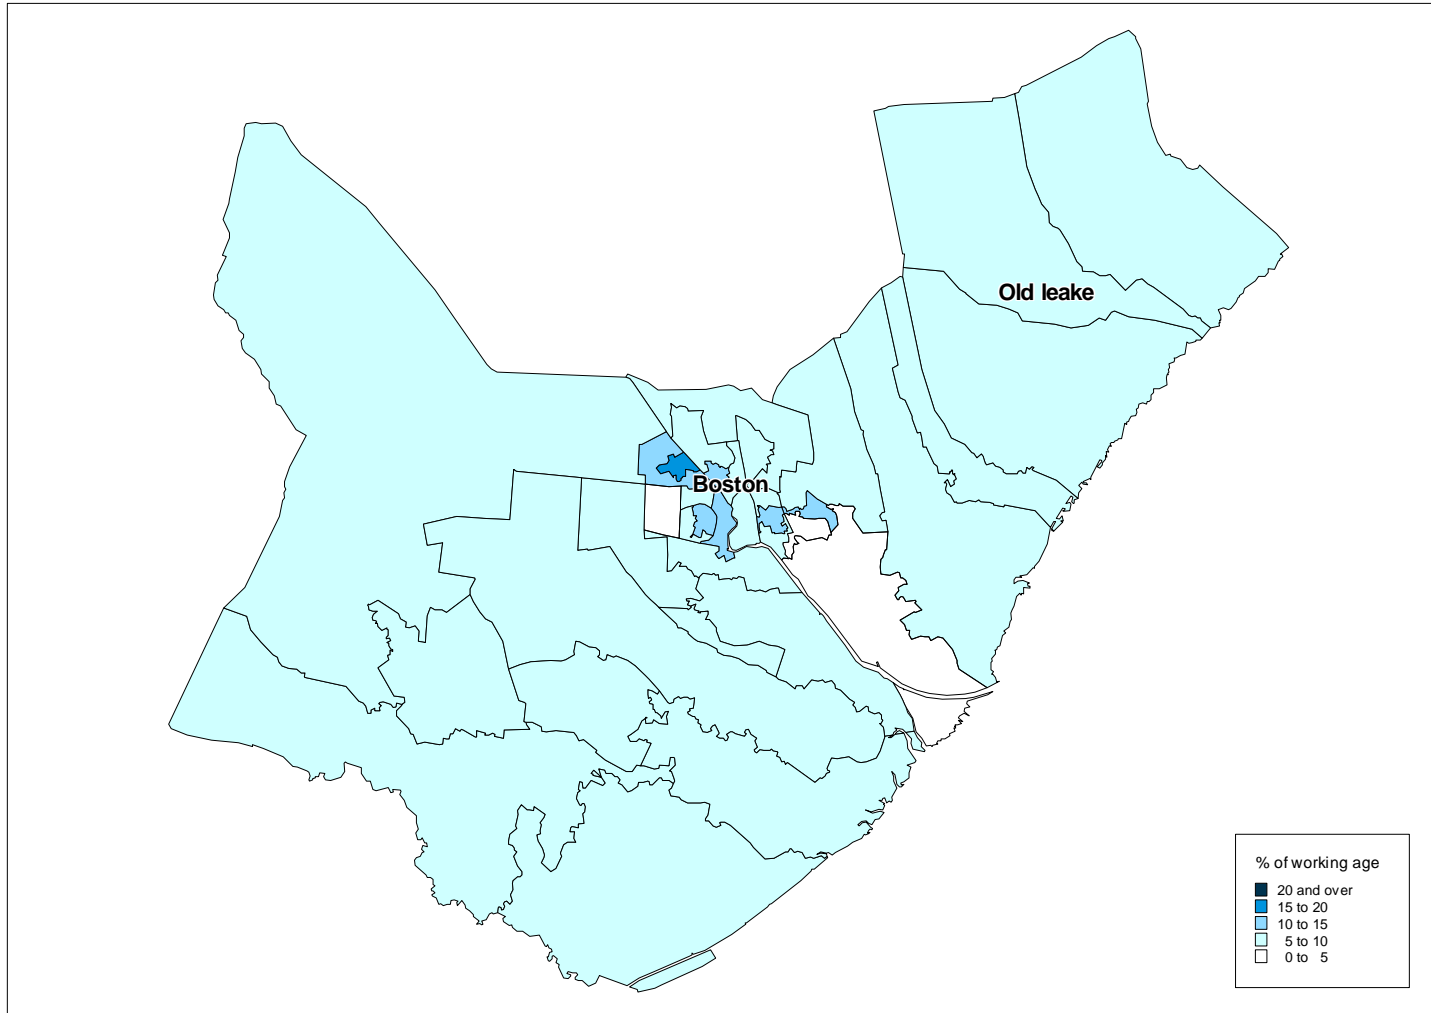 Old leake
Boston
% of working age
20 and over
15 to 20
10 to 15
5 to 10
0 to 5